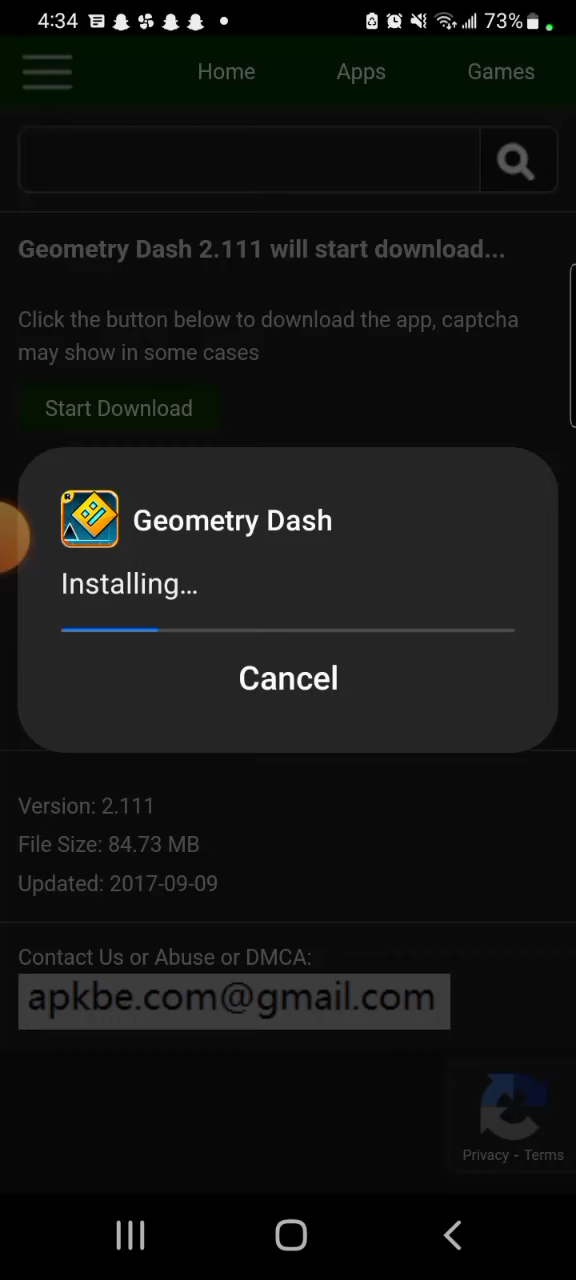 4:34
73%
Home Apps Games
Geometry Dash 2.111 will start download...
Click the button below to download the app, captcha
may show in some cases
Start Download
Geometry Dash
Installing...
Cancel
Version: 2.111
File Size: 84.73 MB
Updated: 2017-09-09
Contact Us or Abuse or DMCA:
apkbe.com@gmail.com
Privacy - Terms